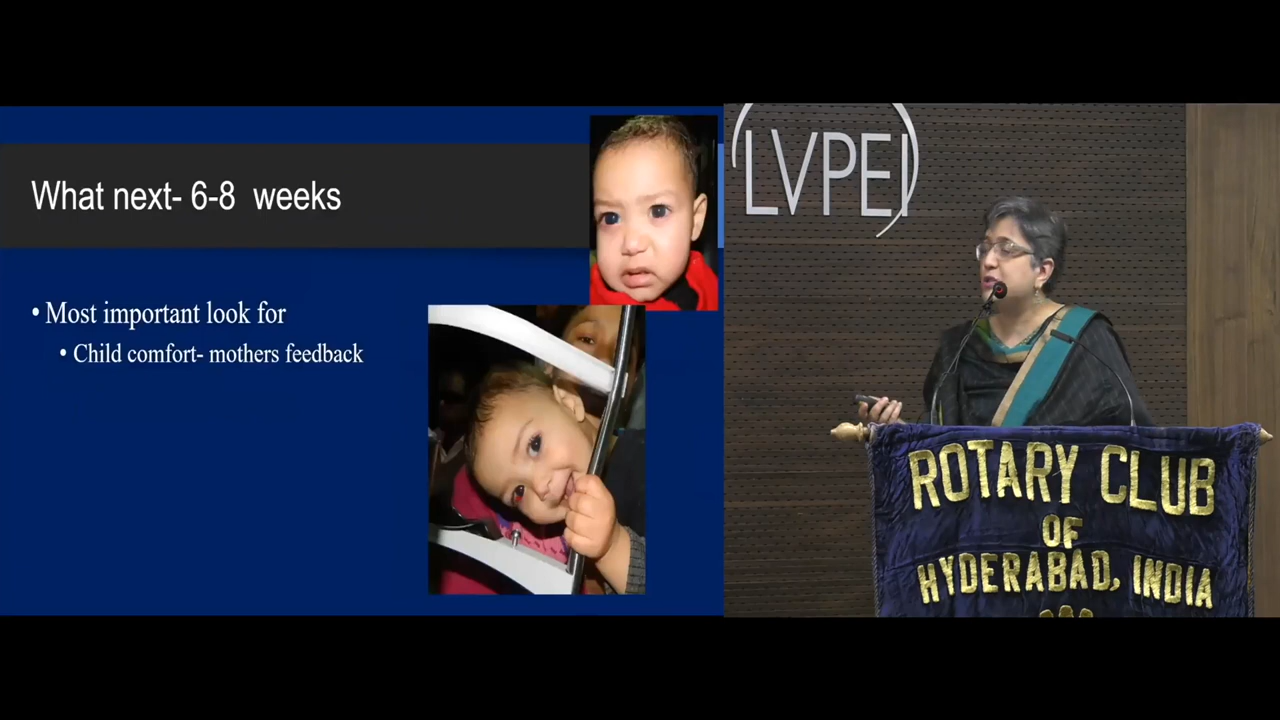 What next- 6-8 weeks
• Most important look for
• Child comfort- mothers feedback
LVPEI
ROTARY CLUB
OF
HYDERABAD, INDIA